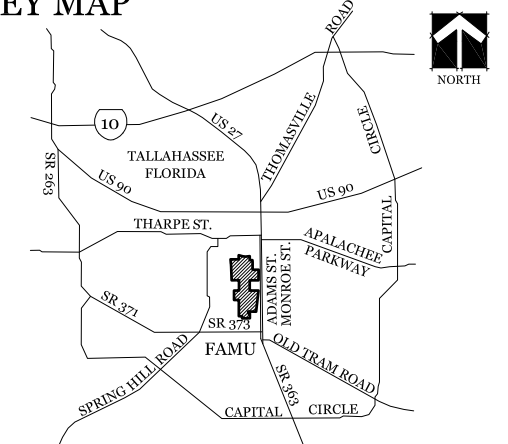 EY MAP
ROAD
NORTH
10
US 27
THOMASVILLE
CIRCLE
TALLAHASSEE
FLORIDA
SR 263
US 90
US 90
THARPE ST.
CAPITAL
APALACHEE
PARKWAY
ADAMS ST.
MONROE ST.
SR 371
SR 373
FAMU
OLD TRAM ROAD
SPRING HILL ROAD
SR 363
CAPITAL CIRCLE